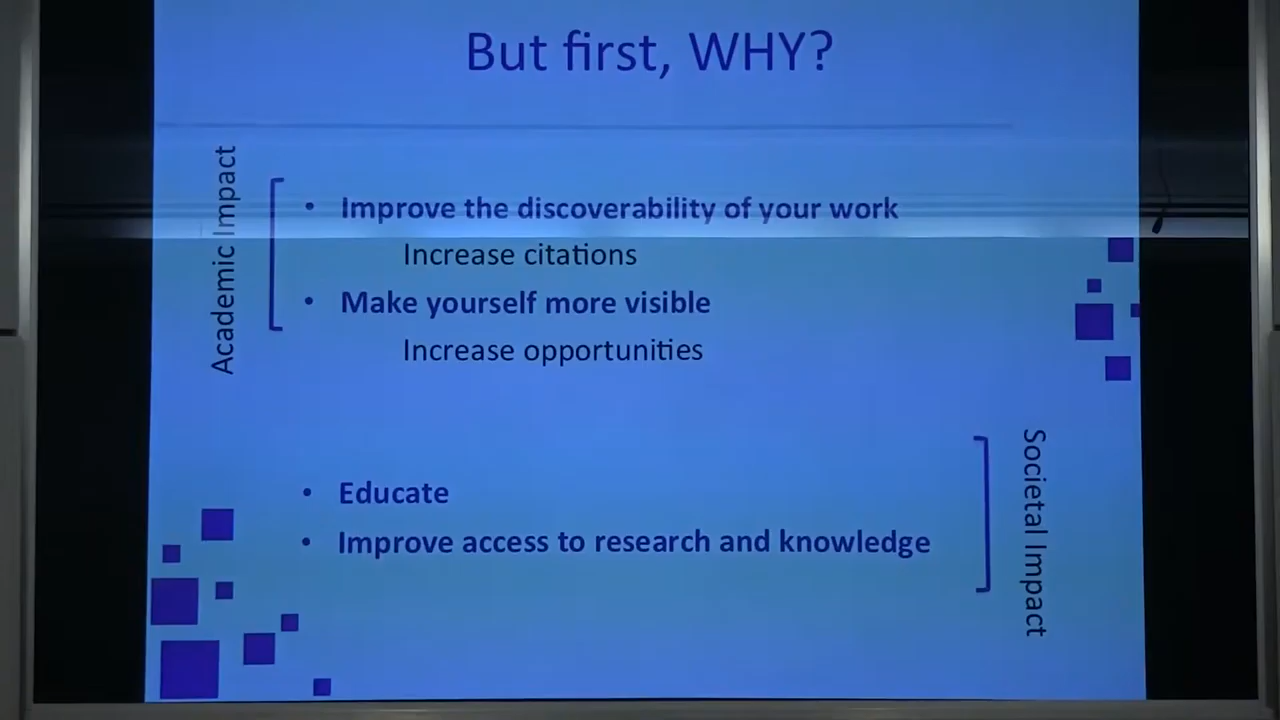 But first, WHY?
Academic Impact
• Improve the discoverability of your work
Increase citations
• Make yourself more visible
Increase opportunities
• Educate
• Improve access to research and knowledge
Societal Impact